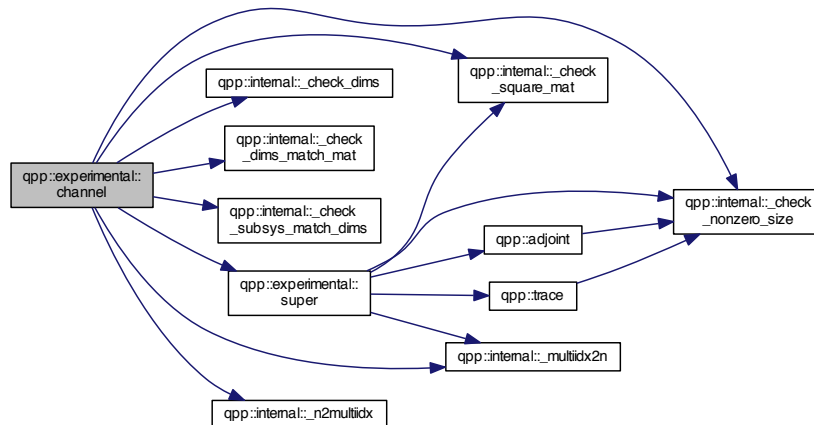 qpp::experimental::
channel
qpp::internal::_check_dims
qpp::internal::_check
_dims_match_mat
qpp::internal::_check
_subsys_match_dims
qpp::experimental::
super
qpp::internal::_n2multiidx
qpp::internal::_check
_square_mat
qpp::adjoint
qpp::trace
qpp::internal::_multiidx2n
qpp::internal::_check
_nonzero_size